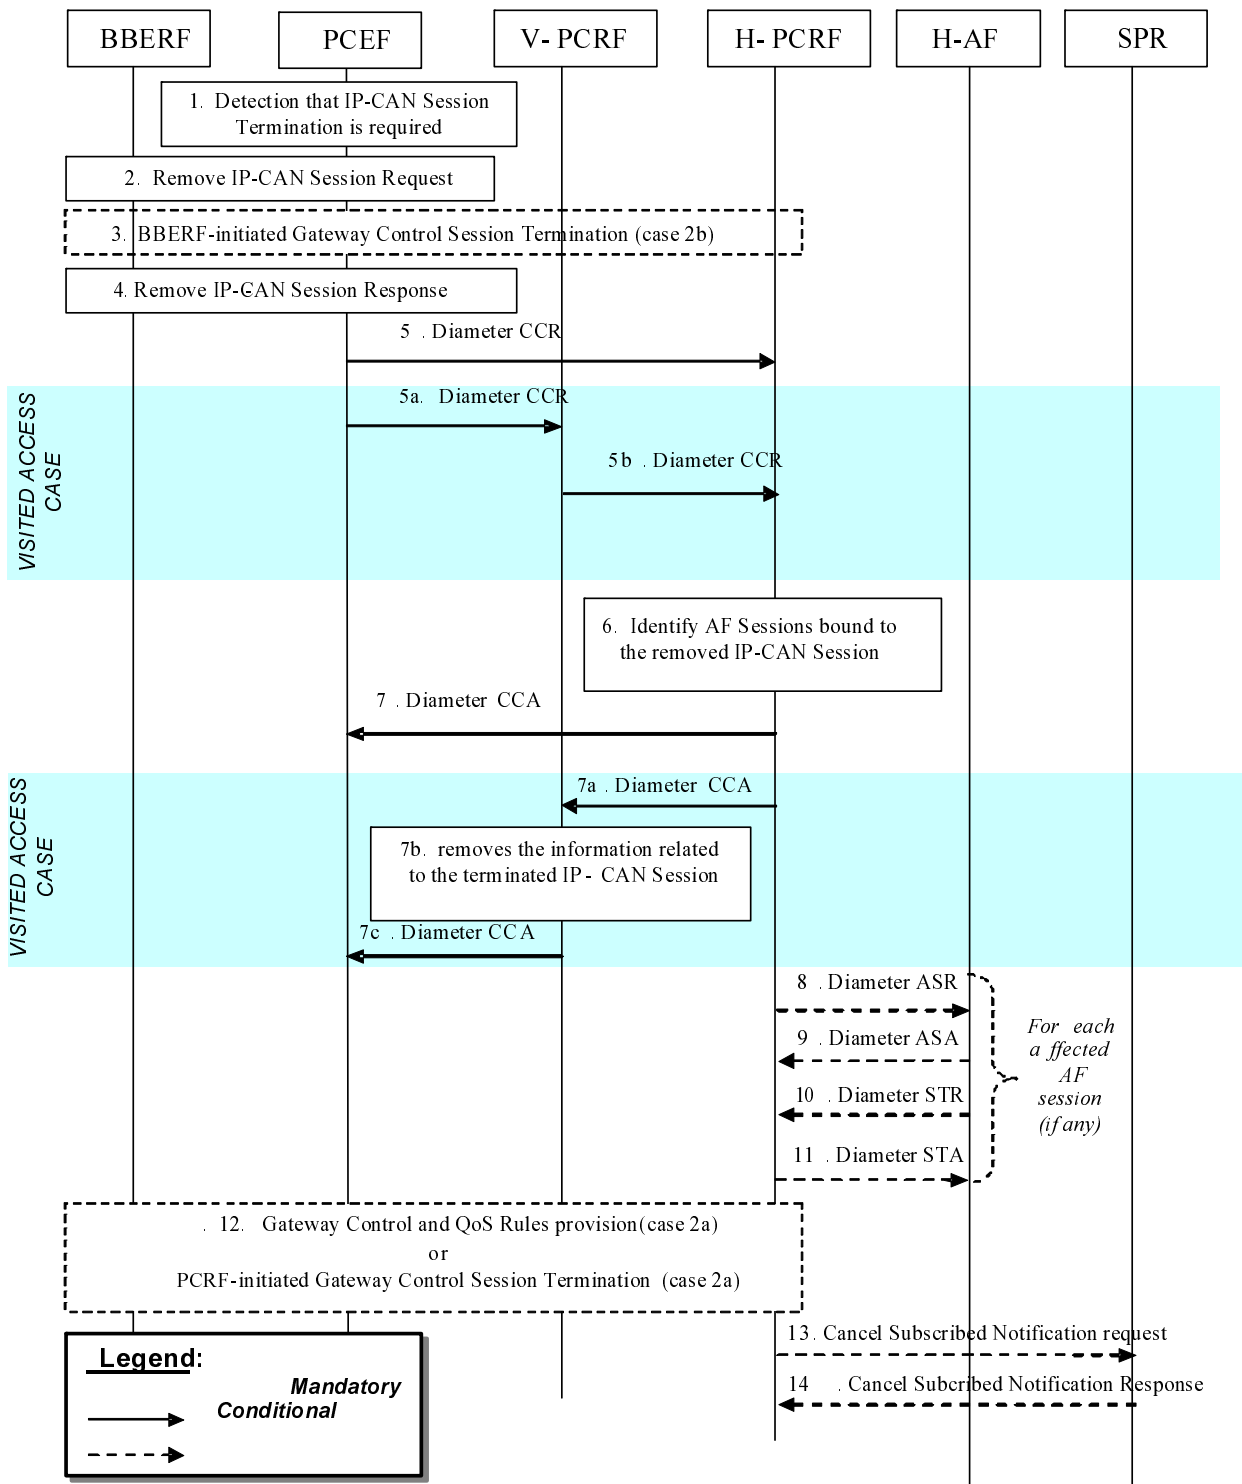 BBERF
PCEF
V- PCRF
H- PCRF
H-AF
SPR
1. Detection that IP-CAN Session
Termination is required
2. Remove IP-CAN Session Request
3. BBERF-initiated Gateway Control Session Termination (case 2b)
4. Remove IP-CAN Session Response
5 . Diameter CCR
VISITED ACCESS
CASE
5a. Diameter CCR
5b . Diameter CCR
6. Identify AF Sessions bound to
the removed IP-CAN Session
7 . Diameter CCA
VISITED ACCESS
CASE
7a . Diameter CCA
7b. removes the information related
to the terminated IP - CAN Session
7c . Diameter CCA
8 . Diameter ASR
9 . Diameter ASA
10 . Diameter STR
11 . Diameter STA
For each
a ffected
AF
session
(if any)
. 12. Gateway Control and QoS Rules provision(case 2a)
or
PCRF-initiated Gateway Control Session Termination (case 2a)
13. Cancel Subscribed Notification request
14 . Cancel Subcribed Notification Response
Legend:
Mandatory
Conditional